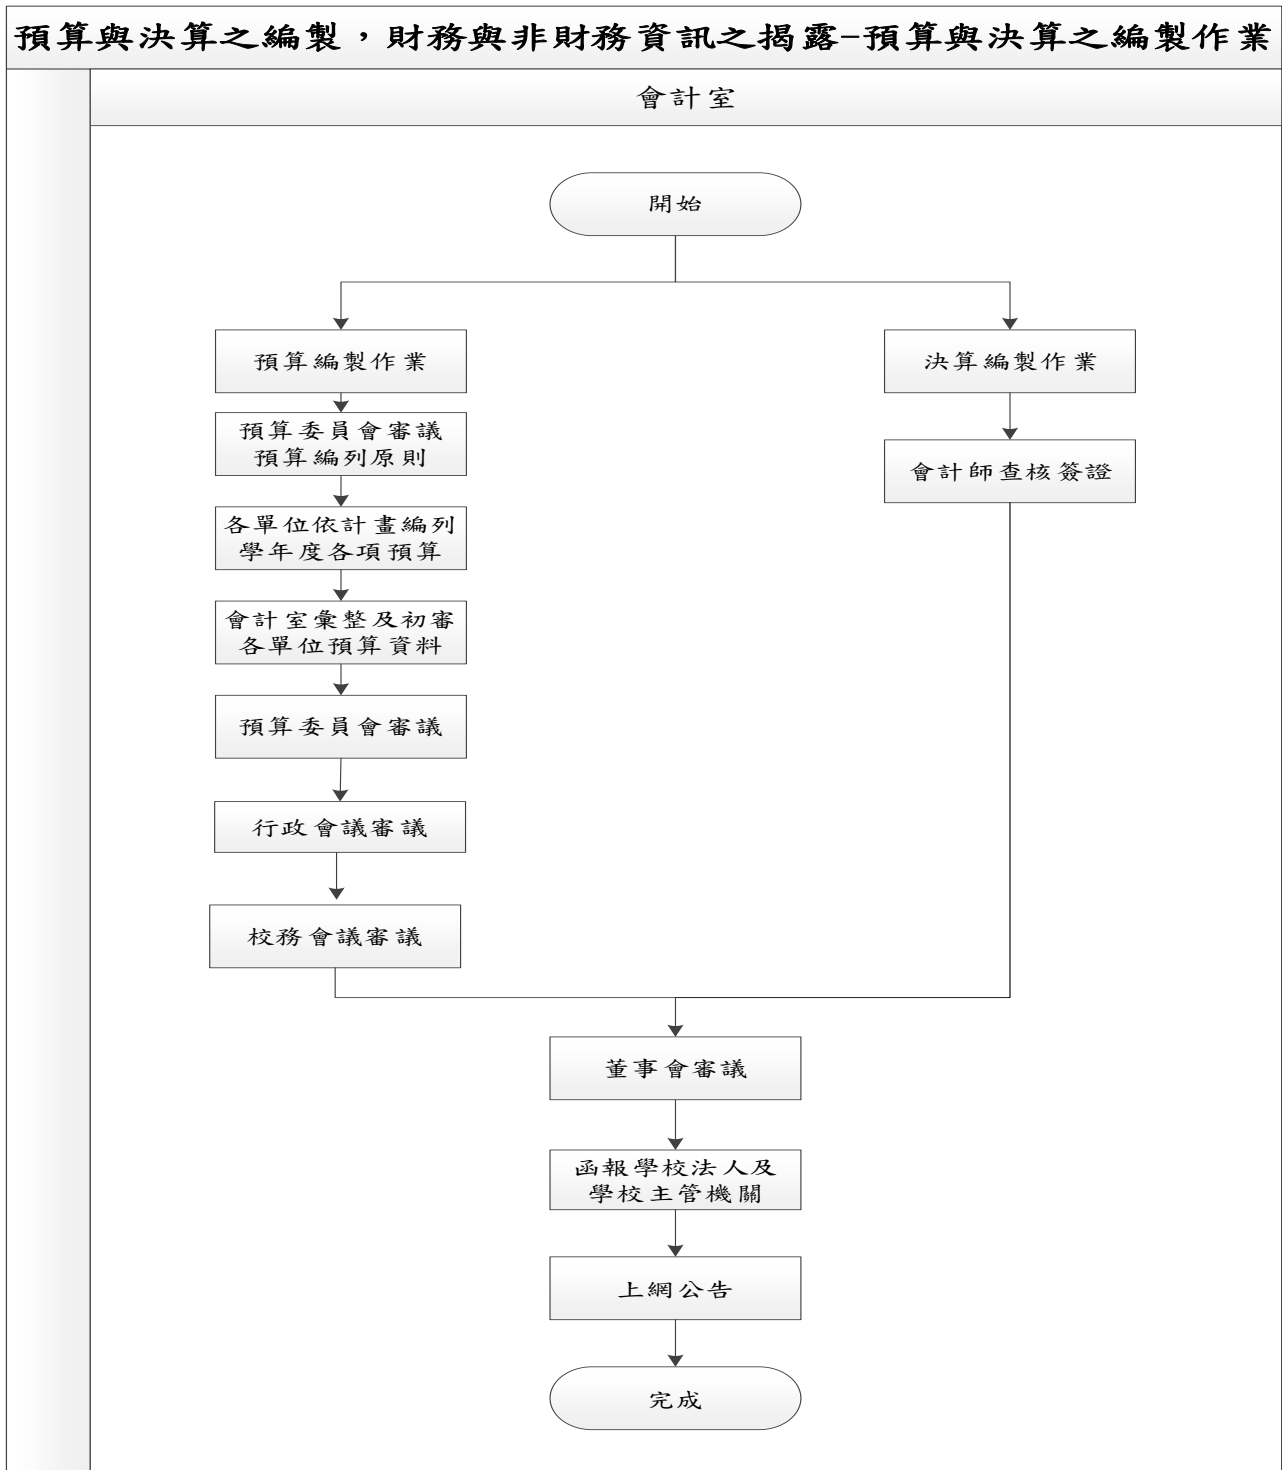 預算與決算之編製，財務與非財務資訊之揭露-預算與決算之編製作業
會計室
開始
預算編製作業
預算委員會審議
預算編列原則
各單位依計畫編列
學年度各項預算
會計室彙整及初審
各單位預算資料
預算委員會審議
行政會議審議
校務會議審議
決算編製作業
會計師查核簽證
董事會審議
函報學校法人及
學校主管機關
上網公告
完成